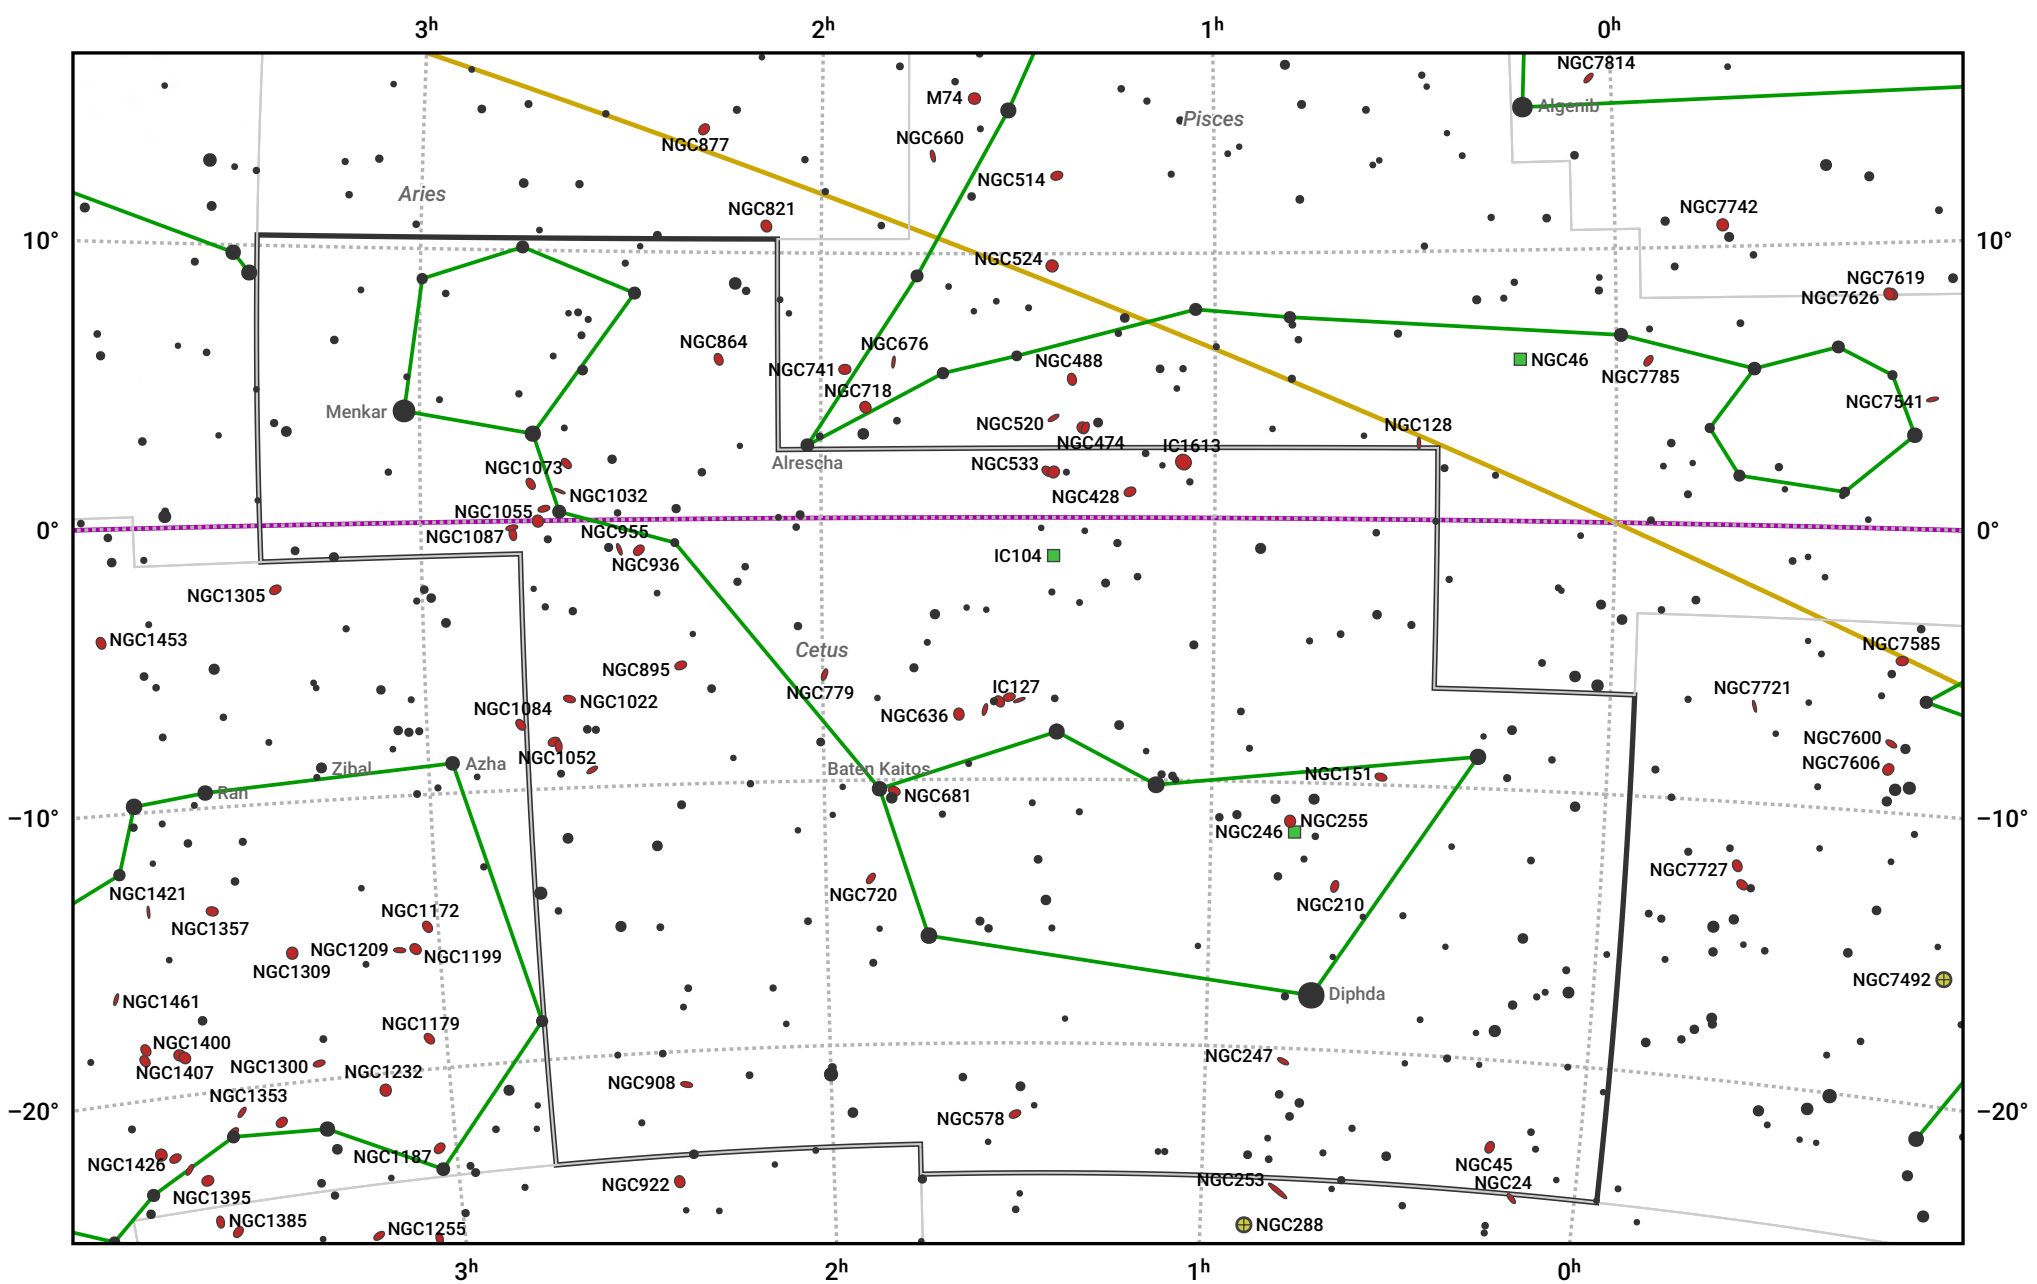 3h 2h 1h 0h
NGC7814
M74
Algenib
Pisces
NGC660
NGC877
NGC514
Aries
NGC821
NGC7742
10° 10°
NGC524
NGC7619
NGC7626
NGC864
NGC676
NGC488
NGC46
NGC741
NGC7785
NGC718
NGC7541
Menkar
NGC520
NGC128
NGC474
IC1613
Alrescha
NGC533
NGC1073
NGC428
NGC1032
NGC1055
0° 0°
NGC1087
NGC955
IC104
NGC936
NGC1305
NGC1453
NGC7585
Cetus
NGC895
NGC779
IC127
NGC7721
NGC1022
NGC1084
NGC636
NGC7600
NGC1052
NGC7606
Zibal
Azha
Baten Kaitos
NGC151
Ran
NGC681
−10° −10°
NGC255
NGC246
NGC7727
NGC1421
NGC720
NGC210
NGC1172
NGC1357
NGC1209
NGC1199
NGC1309
NGC7492
Diphda
NGC1461
NGC1179
NGC1400
NGC247
NGC1407
NGC1300
NGC1232
NGC908
NGC1353
−20° −20°
NGC578
NGC1187
NGC1426
NGC45
NGC253
NGC24
NGC922
NGC1395
NGC1385
NGC1255
NGC288
3h 2h 1h 0h